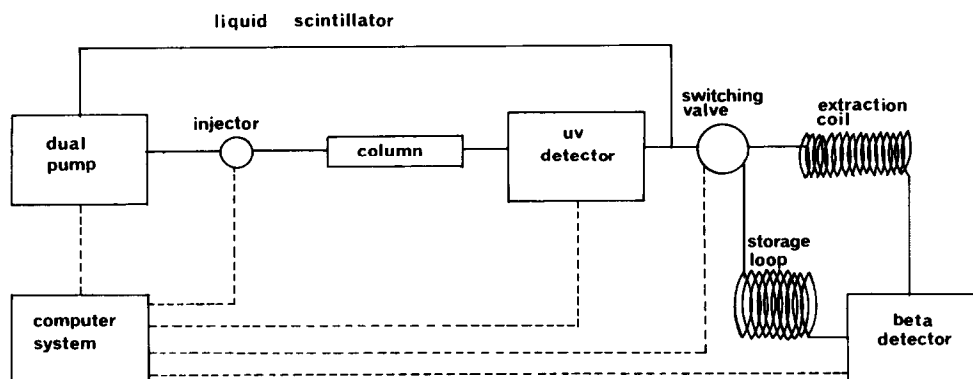 liquid scintillator
dual
pump
injector
column
uv
detector
switching
valve
extraction
coil
storage
loop
computer
system
beta
detector